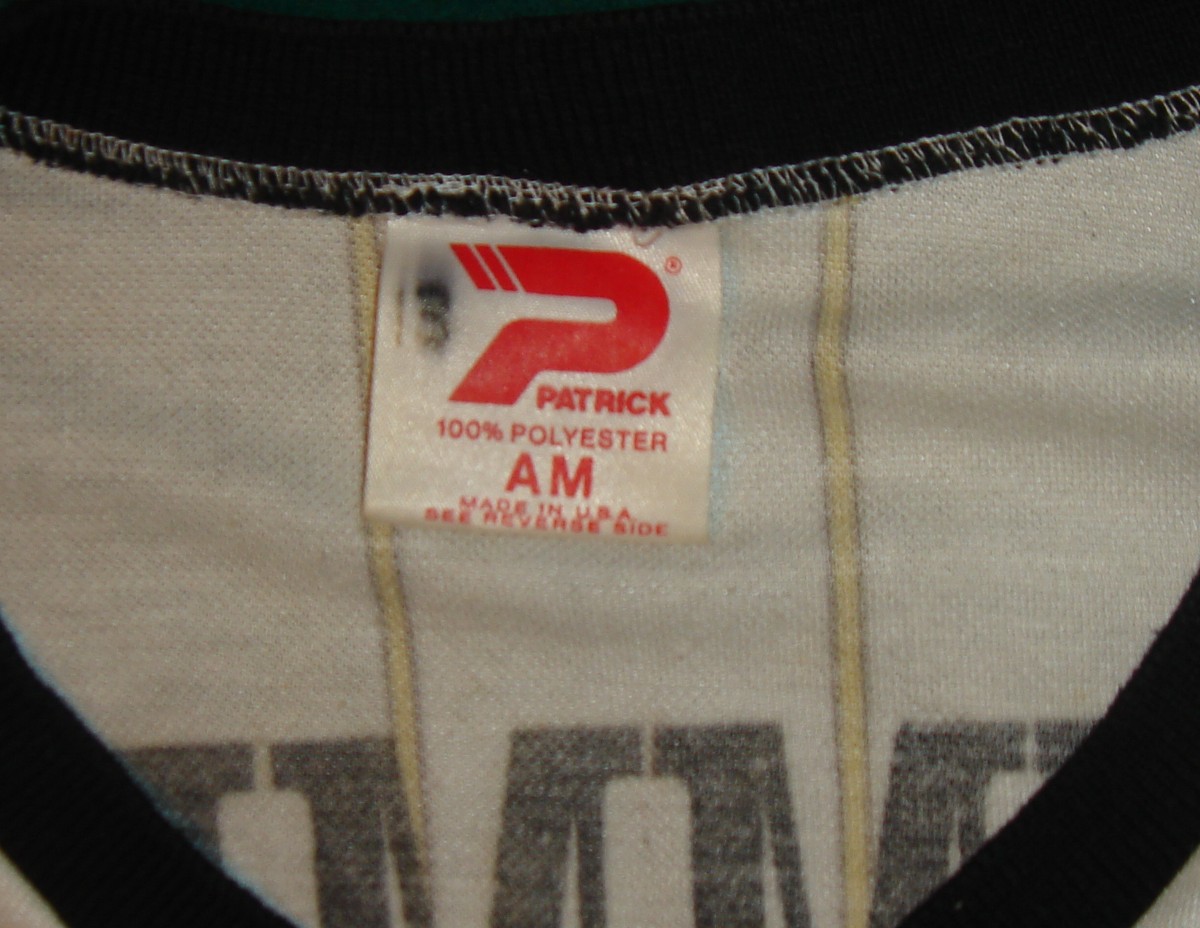 ®
PATRICK
100% POLYESTER
AM
MADE IN U.S.A.
SEE REVERSE SIDE